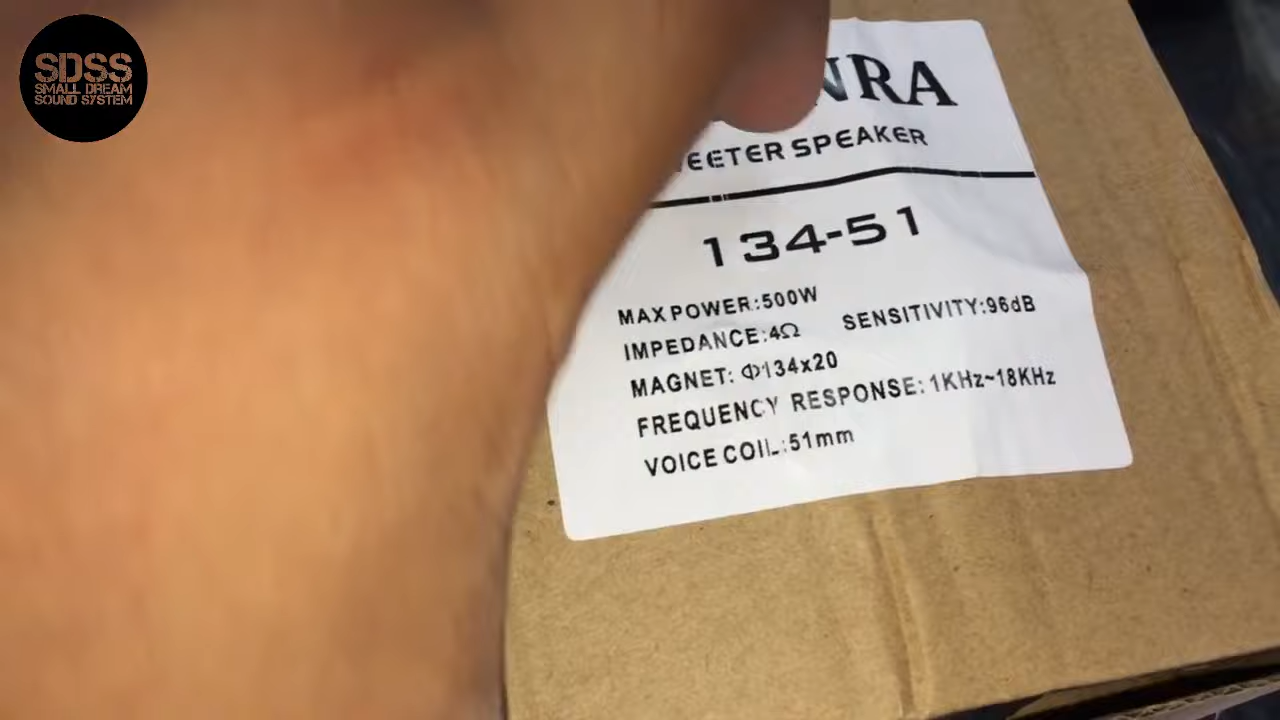 SDSS
SMALL DREAM
SOUND SYSTEM
NRA
EETER SPEAKER
134-51
MAX POWER:500W
IMPEDANCE:4Ω SENSITIVITY:96dB
MAGNET: Φ134x20
FREQUENCY RESPONSE: 1KHz~18KHz
VOICE COIL:51mm